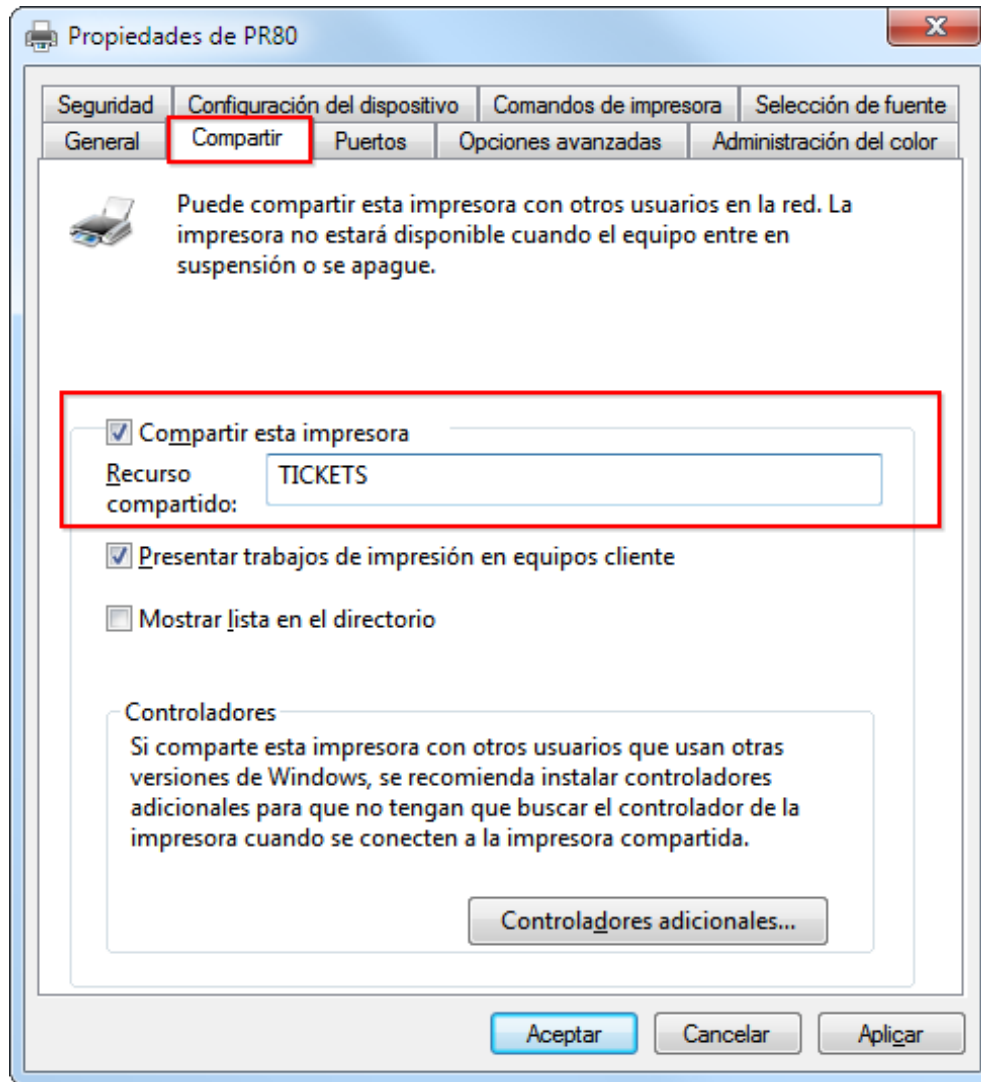 Propiedades de PR80
Seguridad Configuración del dispositivo Comandos de impresora Selección de fuente
General Compartir Puertos Opciones avanzadas Administración del color
Puede compartir esta impresora con otros usuarios en la red. La
impresora no estará disponible cuando el equipo entre en
suspensión o se apague.
Compartir esta impresora
Recurso
compartido:
TICKETS
Presentar trabajos de impresión en equipos cliente
Mostrar lista en el directorio
Controladores
Si comparte esta impresora con otros usuarios que usan otras
versiones de Windows, se recomienda instalar controladores
adicionales para que no tengan que buscar el controlador de la
impresora cuando se conecten a la impresora compartida.
Controladores adicionales...
Aceptar Cancelar Aplicar